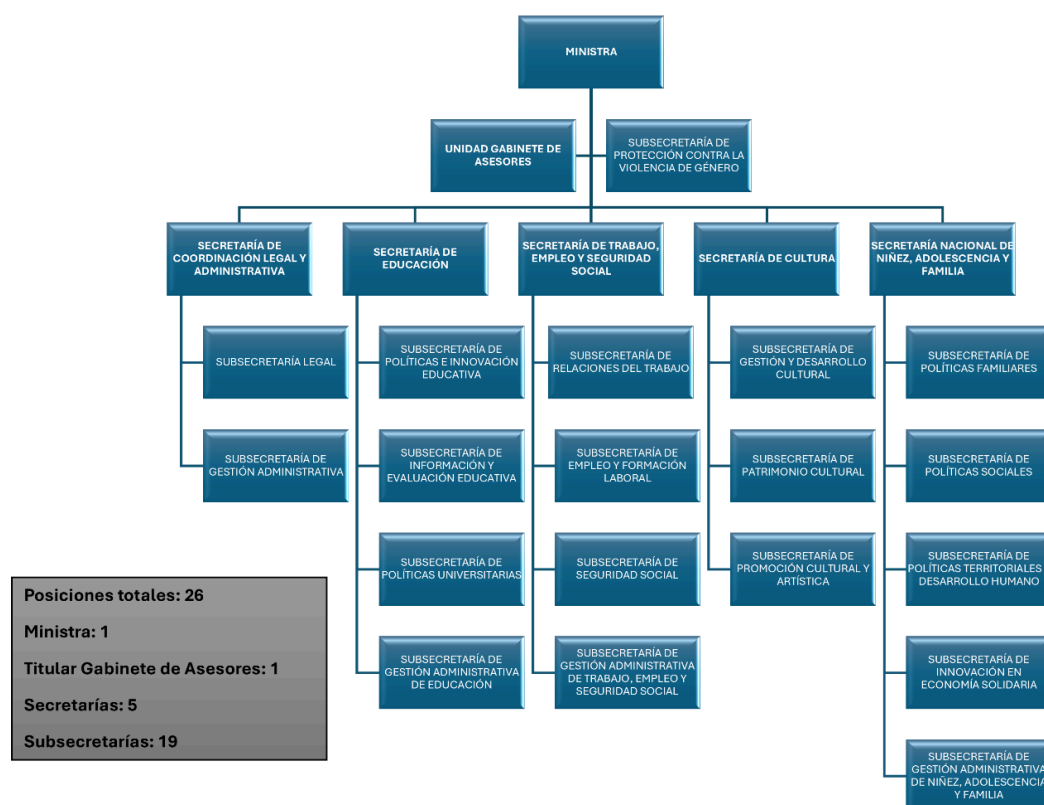 MINISTRA
UNIDAD GABINETE DE
ASESORES
SUBSECRETARÍA DE
PROTECCIÓN CONTRA LA
VIOLENCIA DE GÉNERO
SECRETARÍA DE
COORDINACIÓN LEGAL Y
ADMINISTRATIVA
SECRETARÍA DE
EDUCACIÓN
SECRETARÍA DE TRABAJO,
EMPLEO Y SEGURIDAD
SOCIAL
SECRETARÍA DE CULTURA
SECRETARÍA NACIONAL DE
NIÑEZ, ADOLESCENCIA Y
FAMILIA
SUBSECRETARÍA LEGAL
SUBSECRETARÍA DE
GESTIÓN ADMINISTRATIVA
SUBSECRETARÍA DE
POLÍTICAS E INNOVACIÓN
EDUCATIVA
SUBSECRETARÍA DE
INFORMACIÓN Y
EVALUACIÓN EDUCATIVA
SUBSECRETARÍA DE
POLÍTICAS UNIVERSITARIAS
SUBSECRETARÍA DE
GESTIÓN ADMINISTRATIVA
DE EDUCACIÓN
SUBSECRETARÍA DE
RELACIONES DEL TRABAJO
SUBSECRETARÍA DE
EMPLEO Y FORMACIÓN
LABORAL
SUBSECRETARÍA DE
SEGURIDAD SOCIAL
SUBSECRETARÍA DE
GESTIÓN ADMINISTRATIVA
DE TRABAJO, EMPLEO Y
SEGURIDAD SOCIAL
SUBSECRETARÍA DE
GESTIÓN Y DESARROLLO
CULTURAL
SUBSECRETARÍA DE
PATRIMONIO CULTURAL
SUBSECRETARÍA DE
PROMOCIÓN CULTURAL Y
ARTÍSTICA
SUBSECRETARÍA DE
POLÍTICAS FAMILIARES
SUBSECRETARÍA DE
POLÍTICAS SOCIALES
SUBSECRETARÍA DE
POLÍTICAS TERRITORIALES
DESARROLLO HUMANO
SUBSECRETARÍA DE
INNOVACIÓN EN
ECONOMÍA SOLIDARIA
SUBSECRETARÍA DE
GESTIÓN ADMINISTRATIVA
DE NIÑEZ, ADOLESCENCIA
Y FAMILIA
Posiciones totales: 26
Ministra: 1
Titular Gabinete de Asesores: 1
Secretarías: 5
Subsecretarías: 19